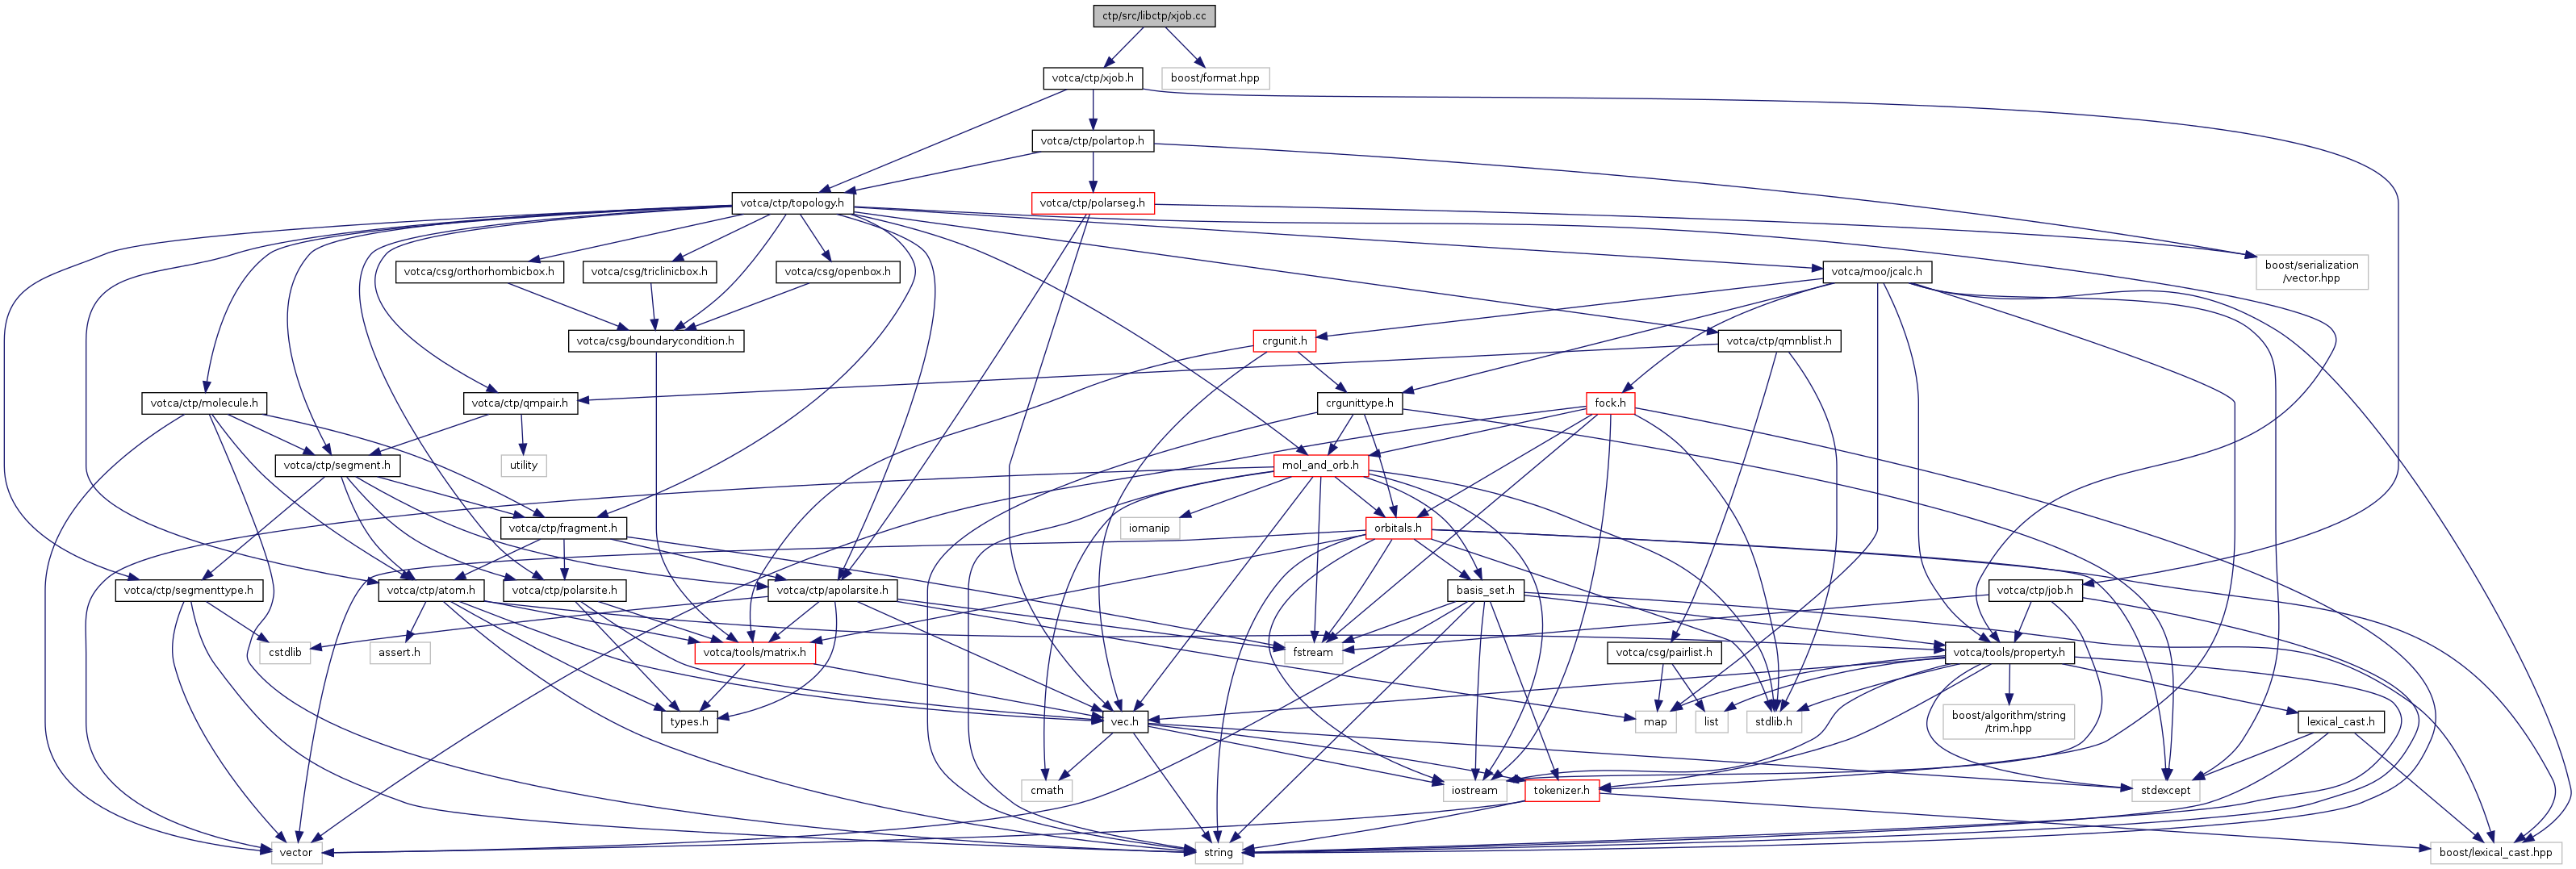 ctp/src/libctp/xjob.cc
votca/ctp/xjob.h
boost/format.hpp
votca/ctp/polartop.h
votca/ctp/topology.h
votca/ctp/polarseg.h
votca/csg/orthorhombicbox.h
votca/csg/triclinicbox.h
votca/csg/openbox.h
votca/moo/jcalc.h
boost/serialization
/vector.hpp
votca/csg/boundarycondition.h
crgunit.h
votca/ctp/qmnblist.h
votca/ctp/molecule.h
votca/ctp/qmpair.h
crgunittype.h
fock.h
votca/ctp/segment.h
utility
mol_and_orb.h
votca/ctp/fragment.h
iomanip
orbitals.h
votca/ctp/segmenttype.h
votca/ctp/atom.h
votca/ctp/polarsite.h
votca/ctp/apolarsite.h
basis_set.h
votca/ctp/job.h
cstdlib
assert.h
votca/tools/matrix.h
fstream
votca/csg/pairlist.h
votca/tools/property.h
types.h
vec.h
map
list
stdlib.h
boost/algorithm/string
/trim.hpp
lexical_cast.h
cmath
iostream
tokenizer.h
stdexcept
vector
string
boost/lexical_cast.hpp